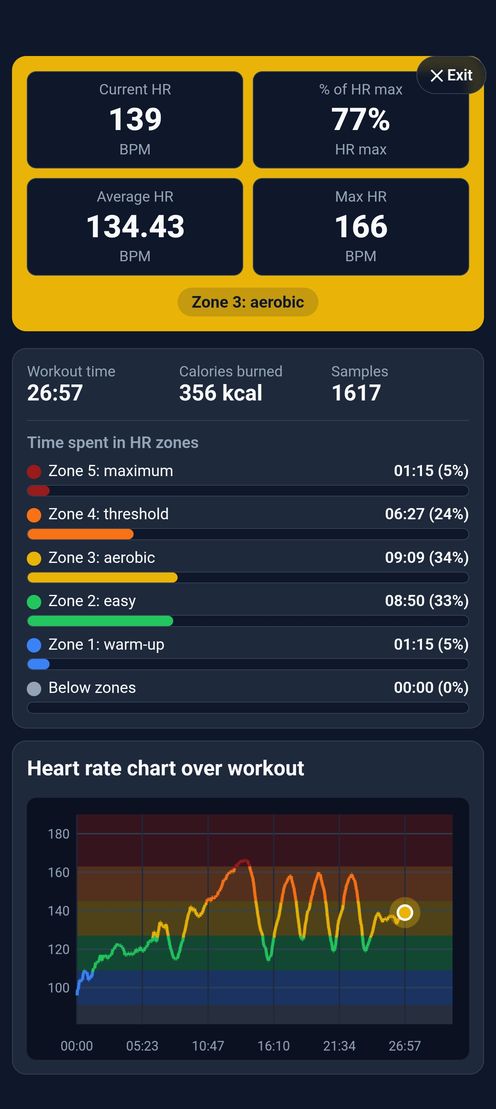 Exit
Current HR
139
BPM
% of HR max
77%
HR max
Average HR
134.43
BPM
Max HR
166
BPM
Zone 3: aerobic
Workout time
26:57
Calories burned
356 kcal
Samples
1617
Time spent in HR zones
Zone 5: maximum 01:15 (5%)
Zone 4: threshold 06:27 (24%)
Zone 3: aerobic 09:09 (34%)
Zone 2: easy 08:50 (33%)
Zone 1: warm-up 01:15 (5%)
Below zones 00:00 (0%)
Heart rate chart over workout
180
160
140
120
100
00:00 05:23 10:47 16:10 21:34 26:57